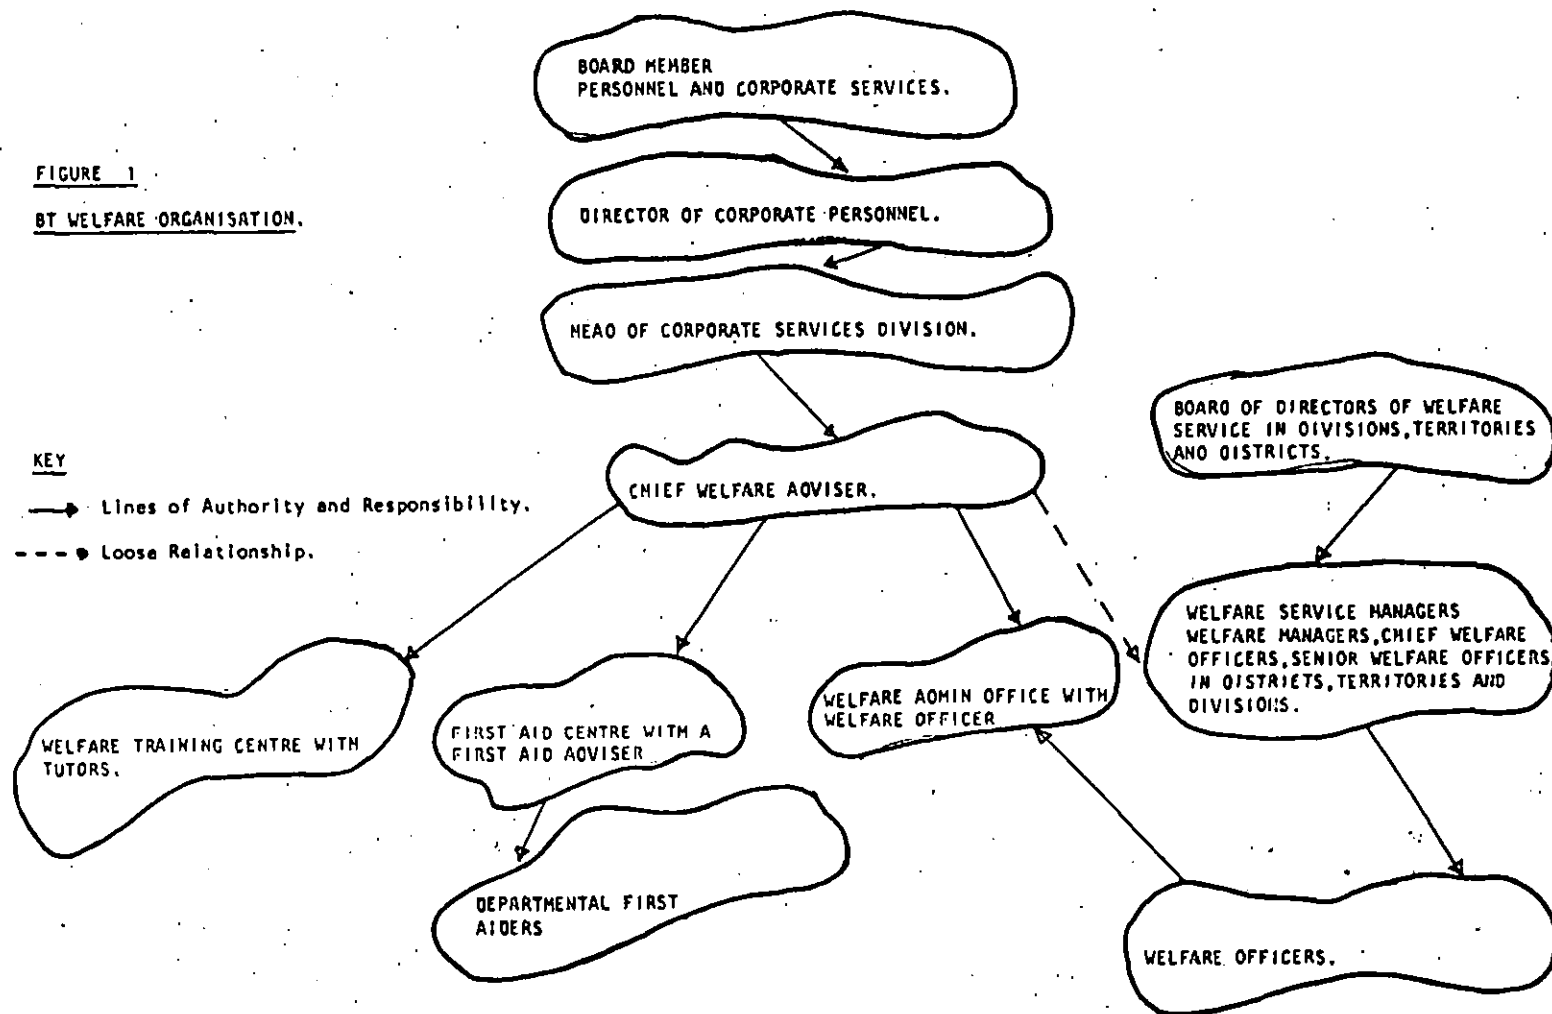 BOARD MEMBER
PERSONNEL AND CORPORATE SERVICES.
FIGURE 1
BT WELFARE ORGANISATION.
DIRECTOR OF CORPORATE PERSONNEL.
HEAD OF CORPORATE SERVICES DIVISION.
BOARD OF DIRECTORS OF WELFARE
SERVICE IN DIVISIONS,TERRITORIES
AND DISTRICTS.
KEY
Lines of Authority and Responsibility.
Loose Relationship.
CHIEF WELFARE ADVISER.
WELFARE SERVICE MANAGERS
WELFARE MANAGERS,CHIEF WELFARE
OFFICERS,SENIOR WELFARE OFFICERS,
IN DISTRICTS,TERRITORIES AND
DIVISIONS.
WELFARE TRAINING CENTRE WITH
TUTORS.
FIRST AID CENTRE WITH A
FIRST AID ADVISER
WELFARE ADMIN OFFICE WITH
WELFARE OFFICER
DEPARTMENTAL FIRST
AIDERS
WELFARE OFFICERS.